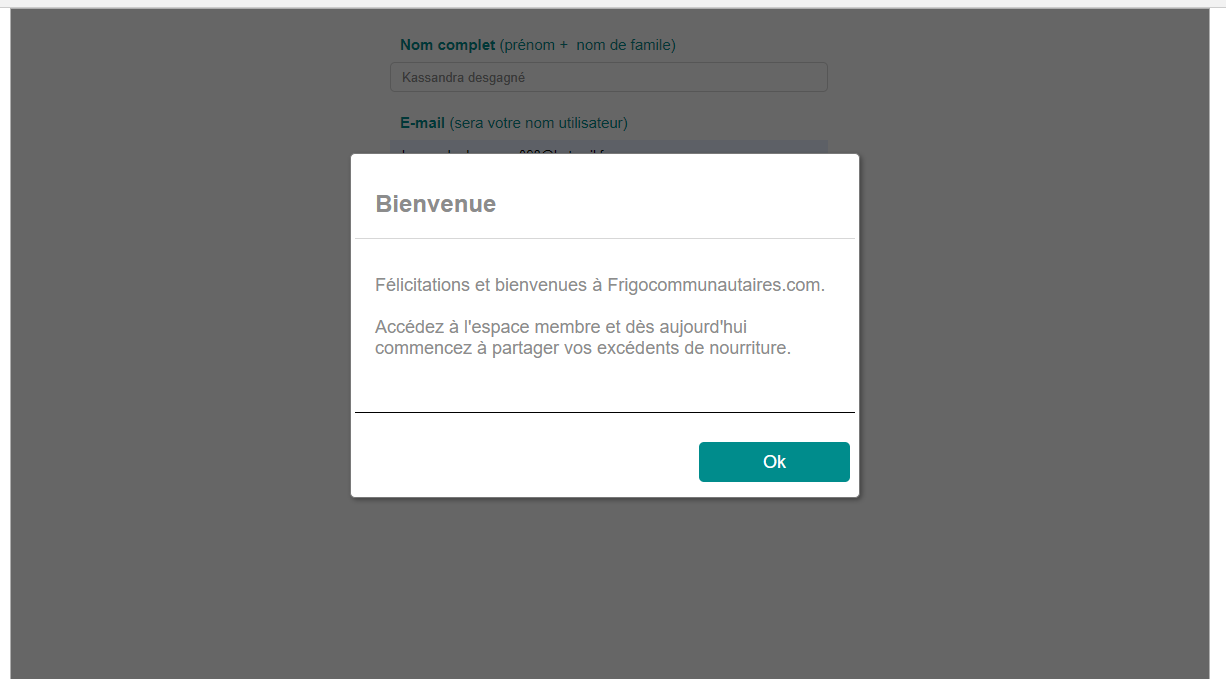 Nom complet (prénom + nom de famile)
Kassandra desgagné
E-mail (sera votre nom utilisateur)
Bienvenue
Félicitations et bienvenues à Frigocommunautaires.com.
Accédez à l'espace membre et dès aujourd'hui
commencez à partager vos excédents de nourriture.
Ok